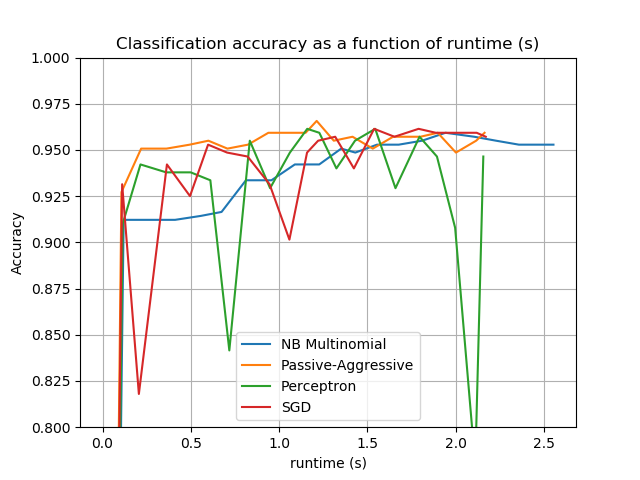 Classification accuracy as a function of runtime (s)
1.000
0.975
0.950
0.925
0.900
0.875
0.850
0.825
0.800
Accuracy
NB Multinomial
Passive-Aggressive
Perceptron
SGD
0.0 0.5 1.0 1.5 2.0 2.5
runtime (s)